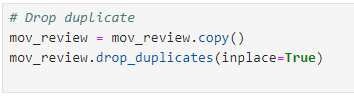 # Drop duplicate
mov_review = mov_review.copy()
mov_review.drop_duplicates(inplace=True)